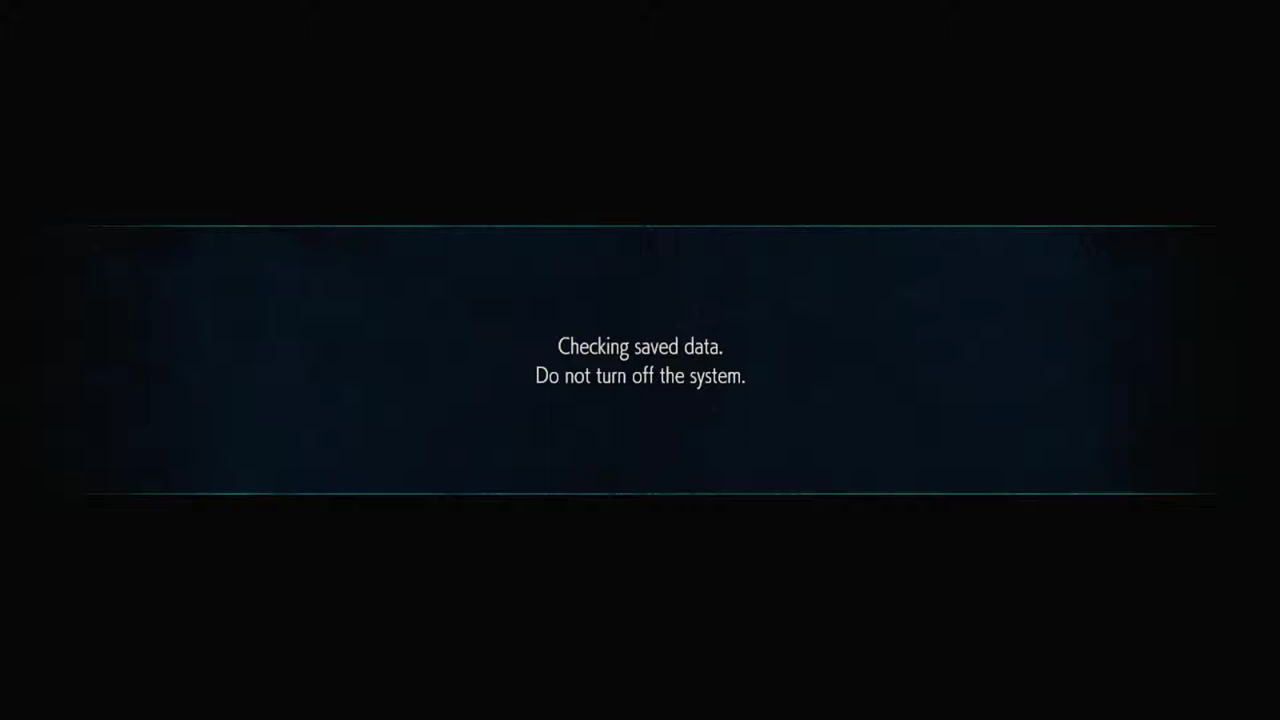 Checking saved data.
Do not turn off the system.